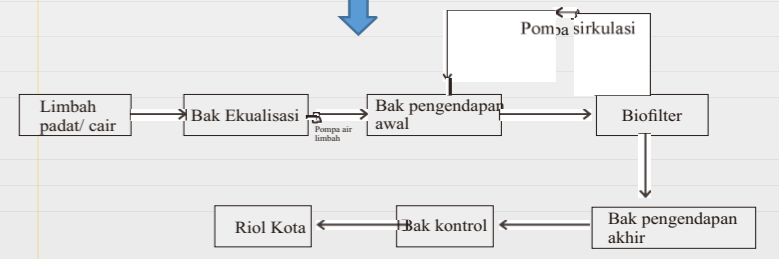 Pompa sirkulasi
Limbah
padat/ cair
Bak Ekualisasi
Pompa air
limbah
Bak pengendapan
awal
Biofilter
Bak pengendapan
akhir
Bak kontrol
Riol Kota